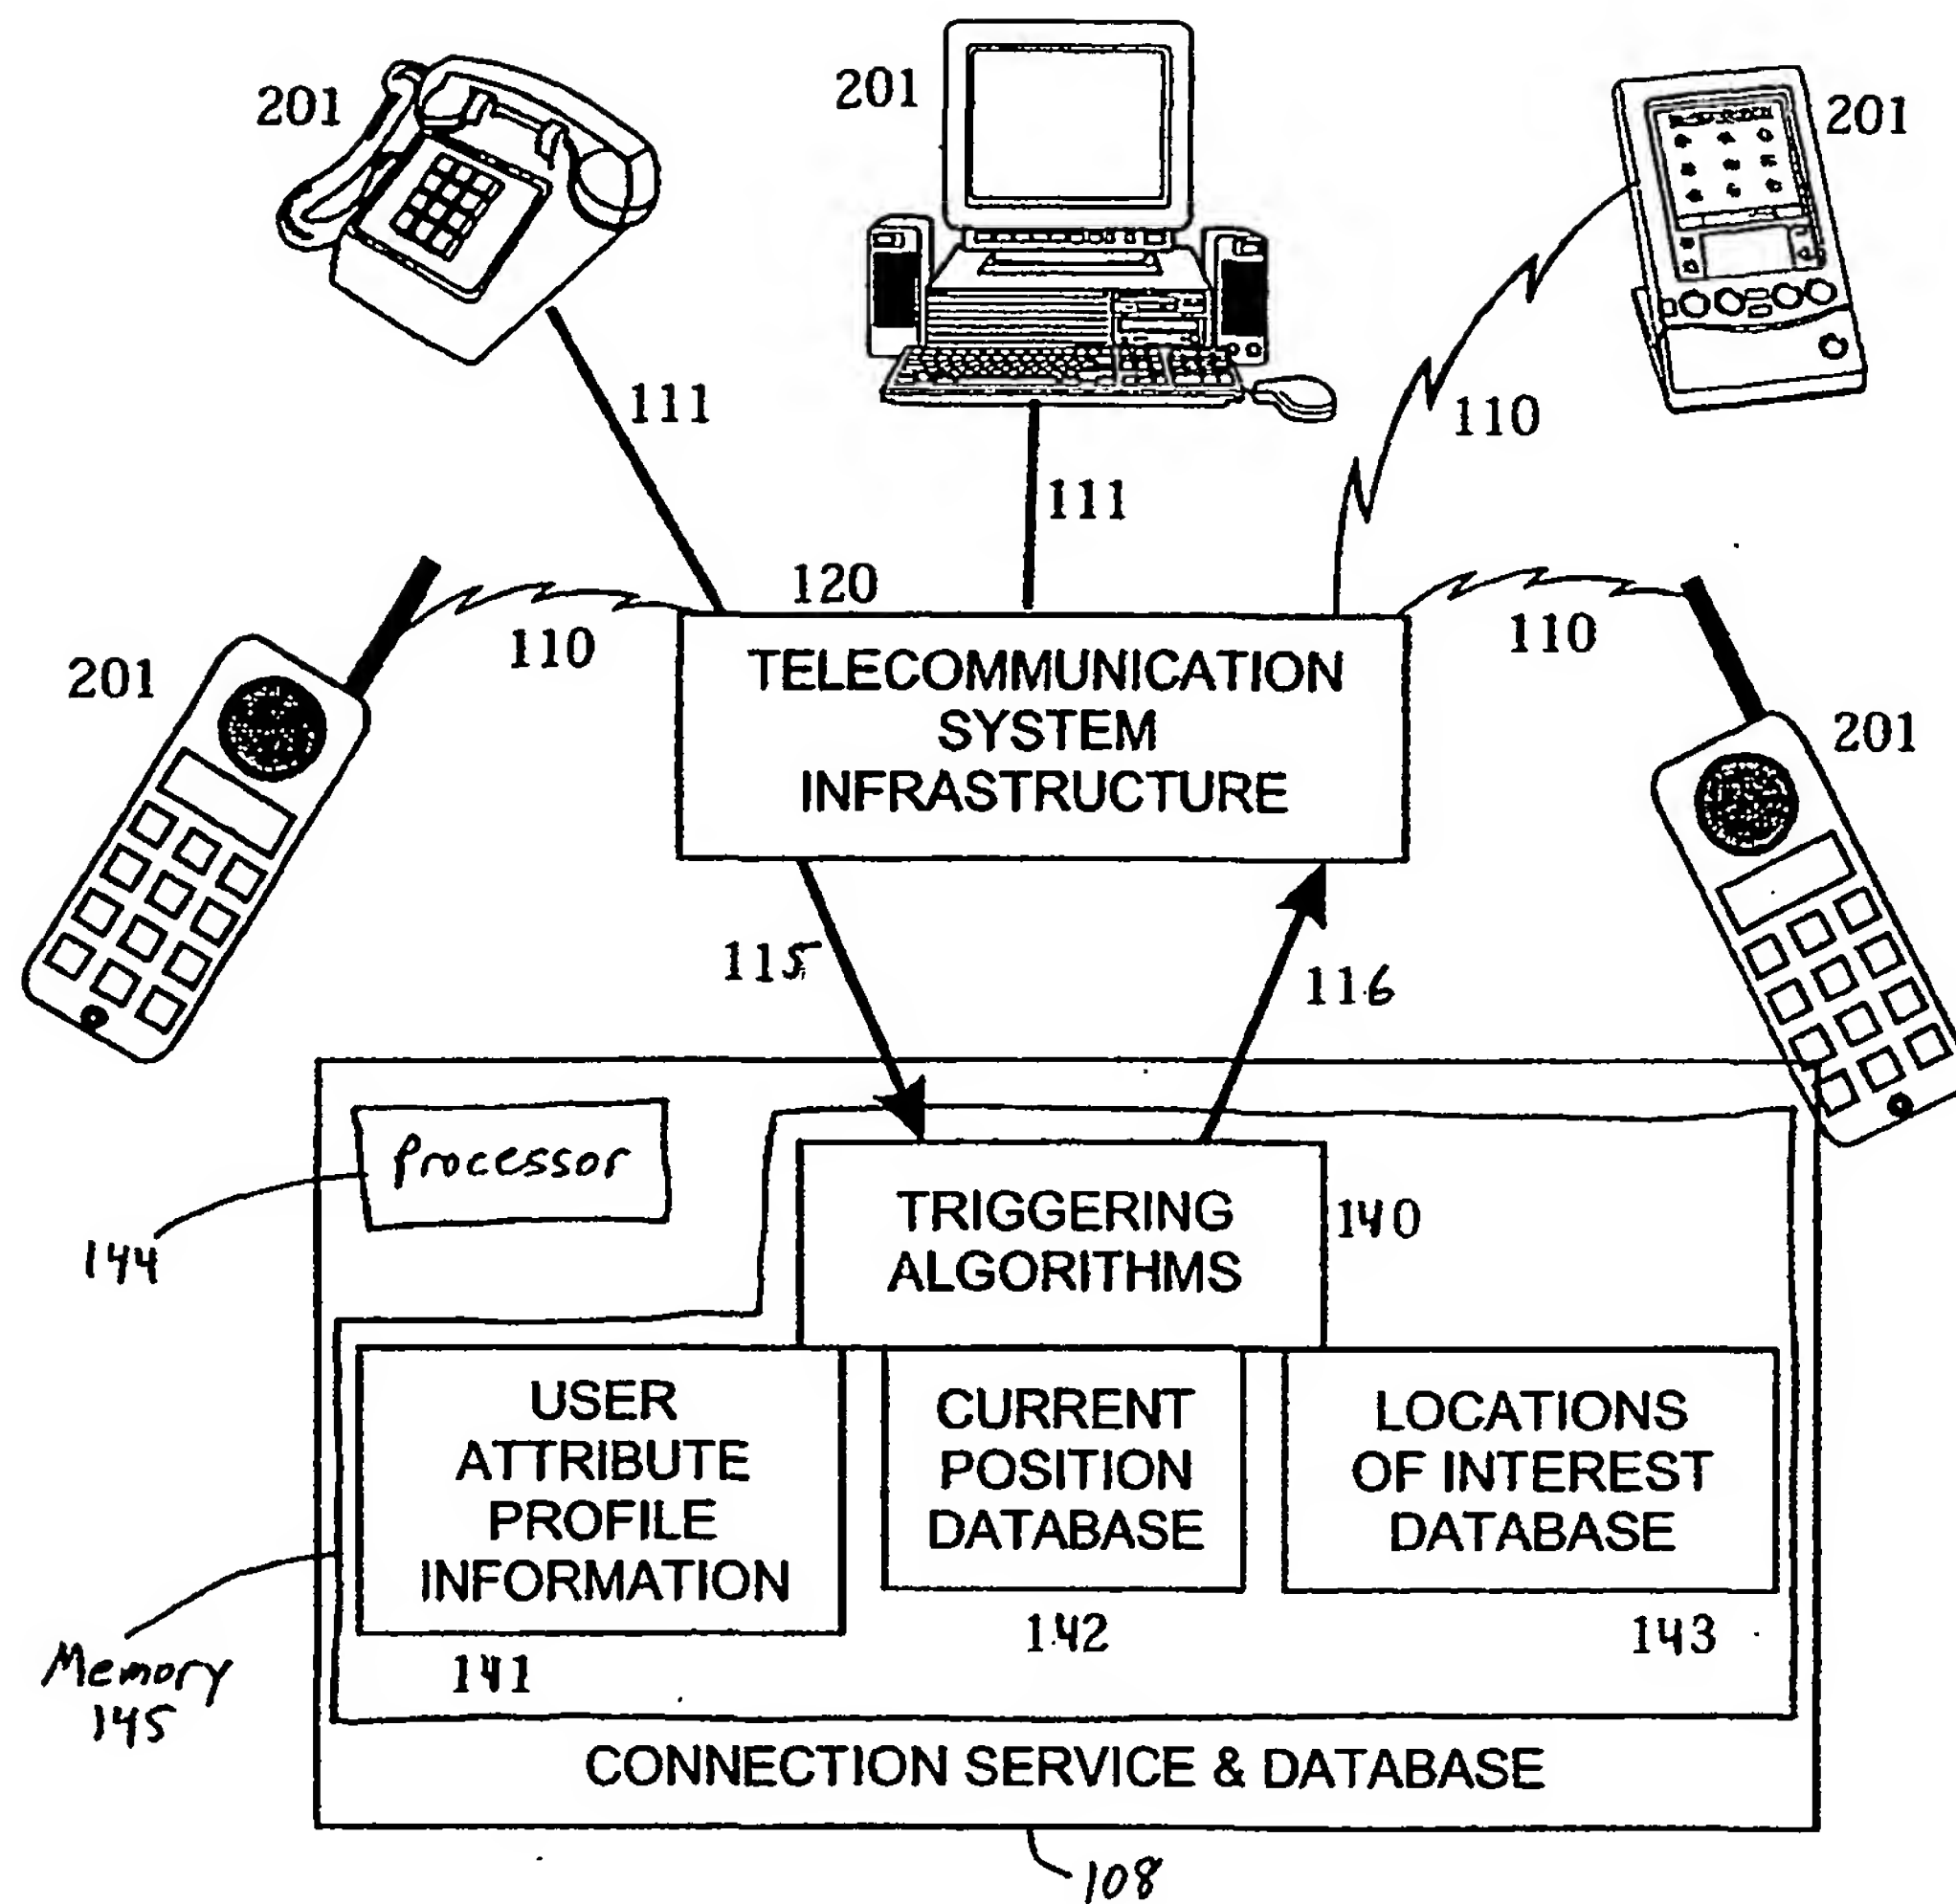 201
201
201
111
111
110
120
110
110
201
201
TELECOMMUNICATION
SYSTEM
INFRASTRUCTURE
115
116
Processor
144
TRIGGERING
ALGORITHMS
140
USER
ATTRIBUTE
PROFILE
INFORMATION
141
CURRENT
POSITION
DATABASE
142
LOCATIONS
OF INTEREST
DATABASE
143
Memory
145
CONNECTION SERVICE & DATABASE
108